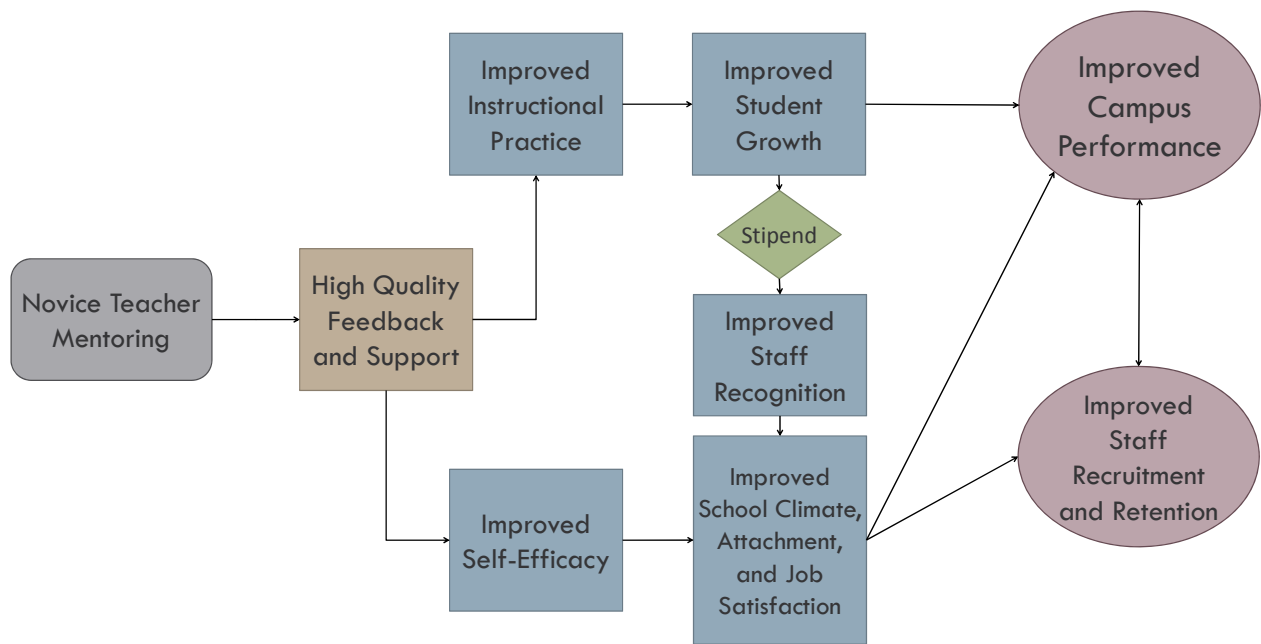 Novice Teacher
Mentoring
High Quality
Feedback
and Support
Improved
Instructional
Practice
Improved
Student
Growth
Stipend
Improved
Staff
Recognition
Improved
Self-Efficacy
Improved
School Climate,
Attachment,
and Job
Satisfaction
Improved
Campus
Performance
Improved
Staff
Recruitment
and Retention